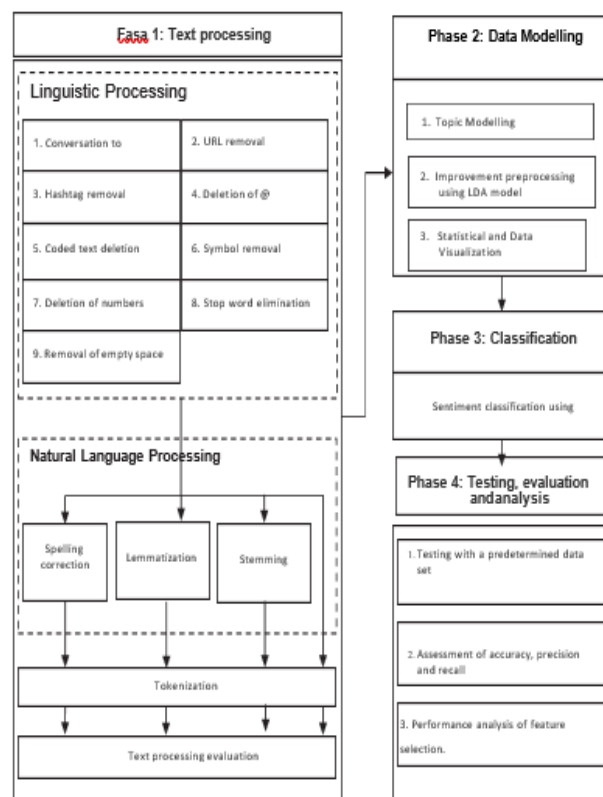 Fasa 1: Text processing
Linguistic Processing
1. Conversation to
2. URL removal
3. Hashtag removal
4. Deletion of @
5. Coded text deletion
6. Symbol removal
7. Deletion of numbers
8. Stop word elimination
9. Removal of empty space
Natural Language Processing
Spelling
correction
Lemmatization
Stemming
Tokenization
Text processing evaluation
Phase 2: Data Modelling
1. Topic Modelling
2. Improvement preprocessing
using LDA model
3. Statistical and Data
Visualization
Phase 3: Classification
Sentiment classification using
Phase 4: Testing, evaluation
andanalysis
1. Testing with a predetermined data
set
2. Assessment of accuracy, precision
and recall
3. Performance analysis of feature
selection.